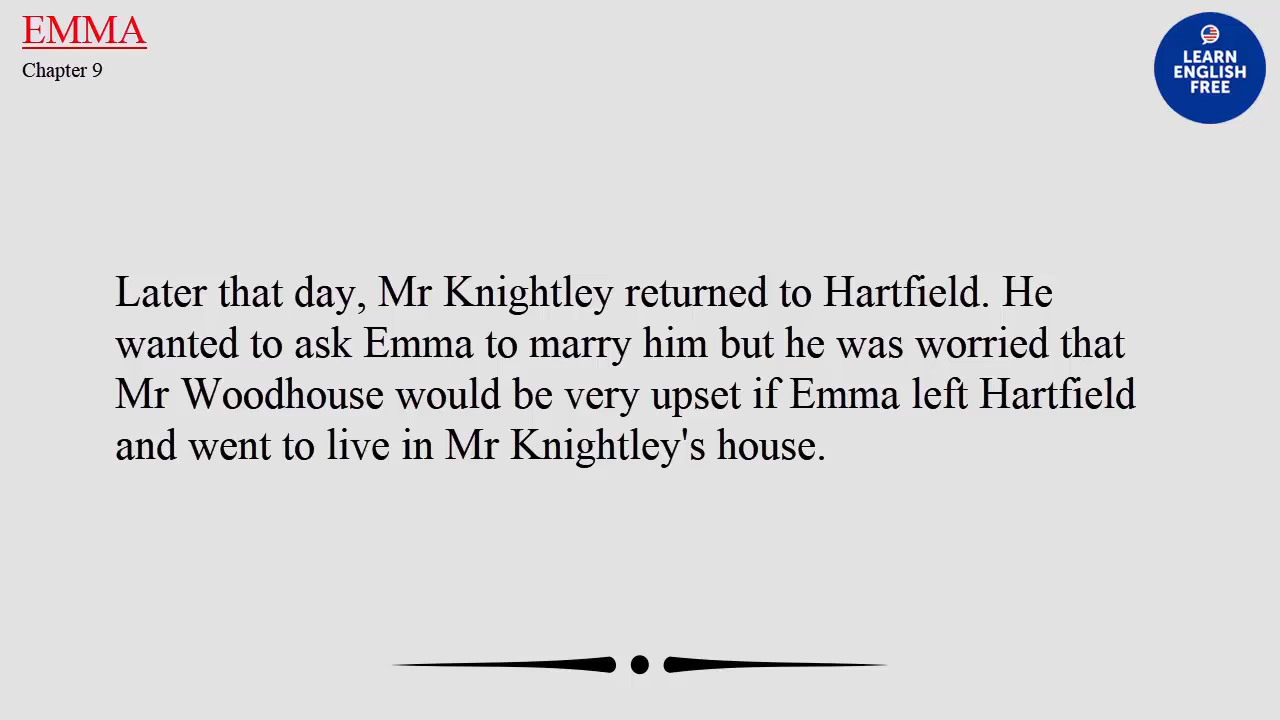 EMMA
Chapter 9
LEARN
ENGLISH
FREE
Later that day, Mr Knightley returned to Hartfield. He
wanted to ask Emma to marry him but he was worried that
Mr Woodhouse would be very upset if Emma left Hartfield
and went to live in Mr Knightley's house.